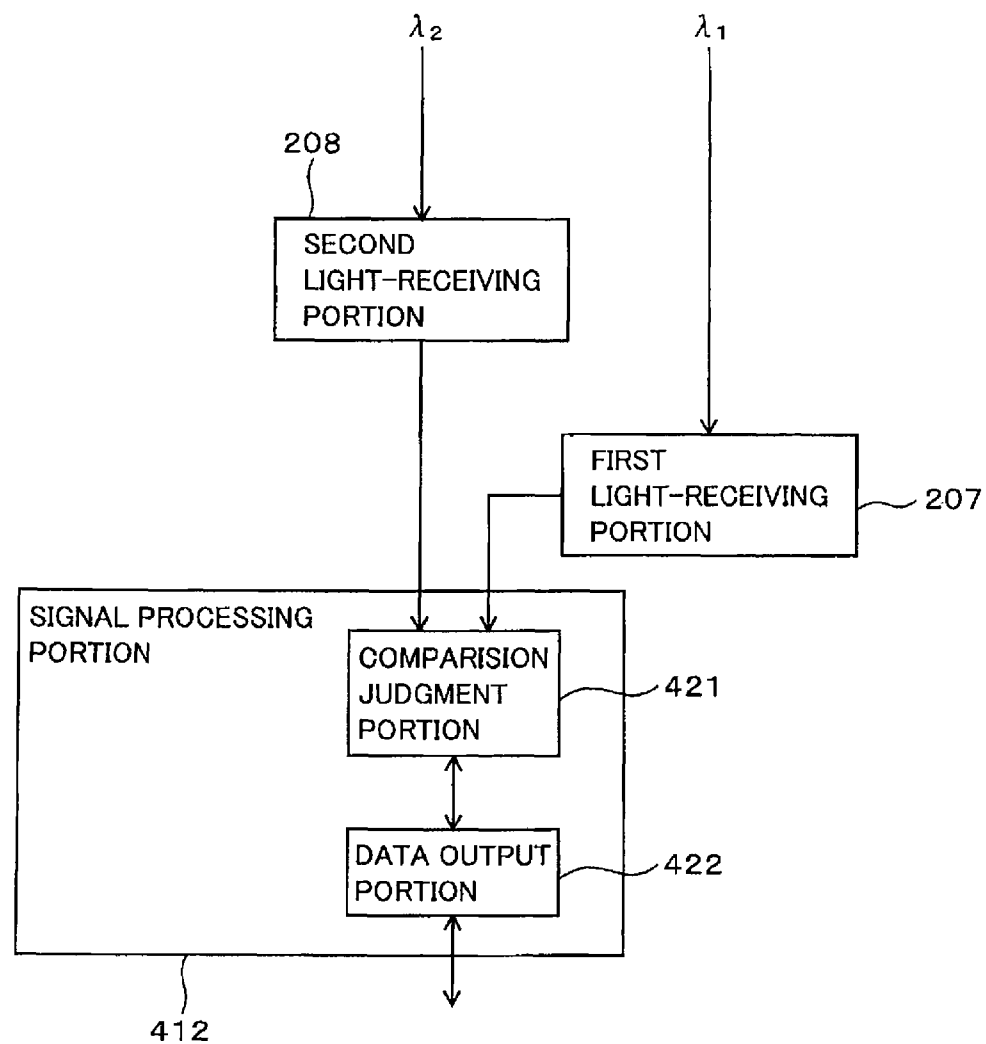 λ2
λ1
208
SECOND
LIGHT-RECEIVING
PORTION
FIRST
LIGHT-RECEIVING
PORTION
207
SIGNAL PROCESSING
PORTION
COMPARISION
JUDGMENT
PORTION
421
DATA OUTPUT
PORTION
422
412